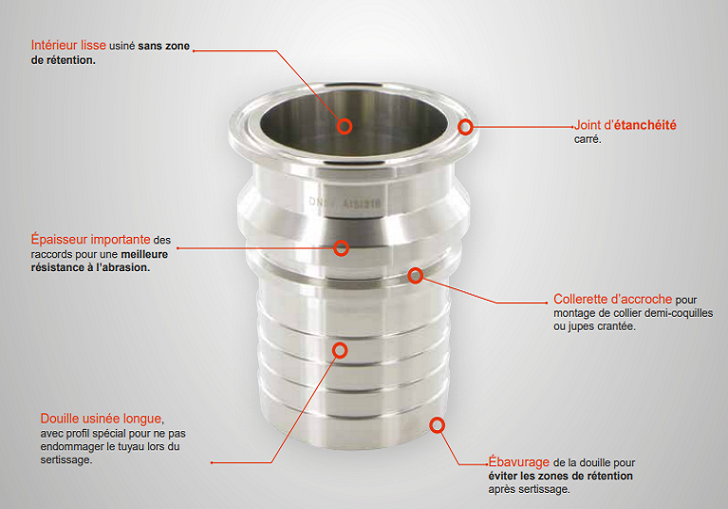 Intérieur lisse usiné sans zone
de rétention.
Joint d'étanchéité
carré.
AISI316
Épaisseur importante des
raccords pour une meilleure
résistance à l'abrasion.
Collerette d'accroche pour
montage de collier demi-coquilles
ou jupes crantée.
Douille usinée longue,
avec profil spécial pour ne pas
endommager le tuyau lors du
sertissage.
Ébavurage de la douille pour
éviter les zones de rétention
après sertissage.